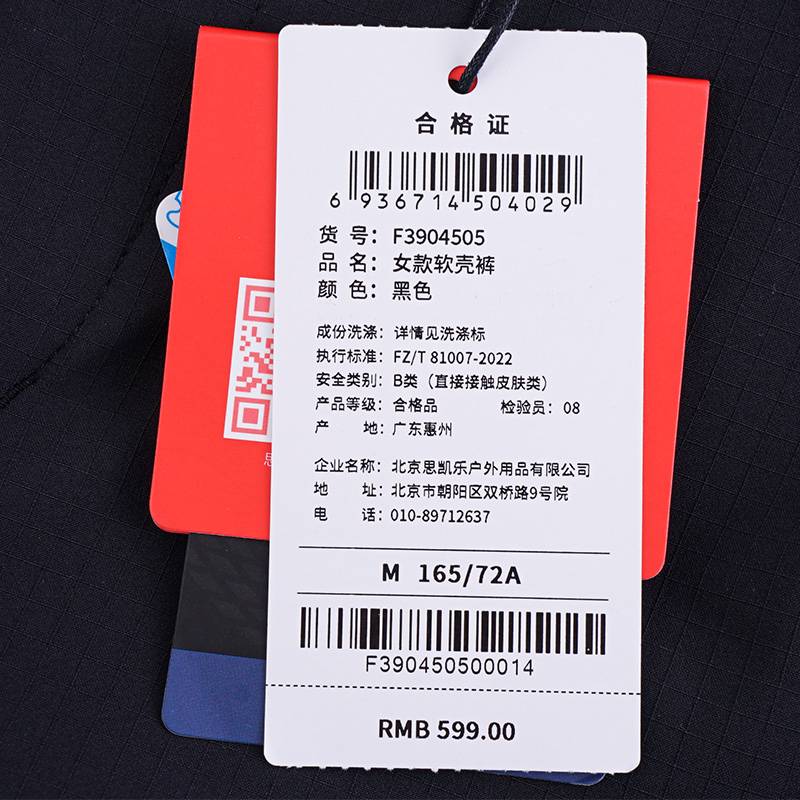 合格证
6 936714 504029
货 号：F3904505
品 名：女款软壳裤
颜 色：黑色
成份洗涤：详情见洗涤标
执行标准：FZ/T 81007-2022
安全类别：B类（直接接触皮肤类）
产品等级：合格品 检验员：08
产 地：广东惠州
企业名称：北京思凯乐户外用品有限公司
地 址：北京市朝阳区双桥路9号院
电 话：010-89712637
M 165/72A
F390450500014
RMB 599.00